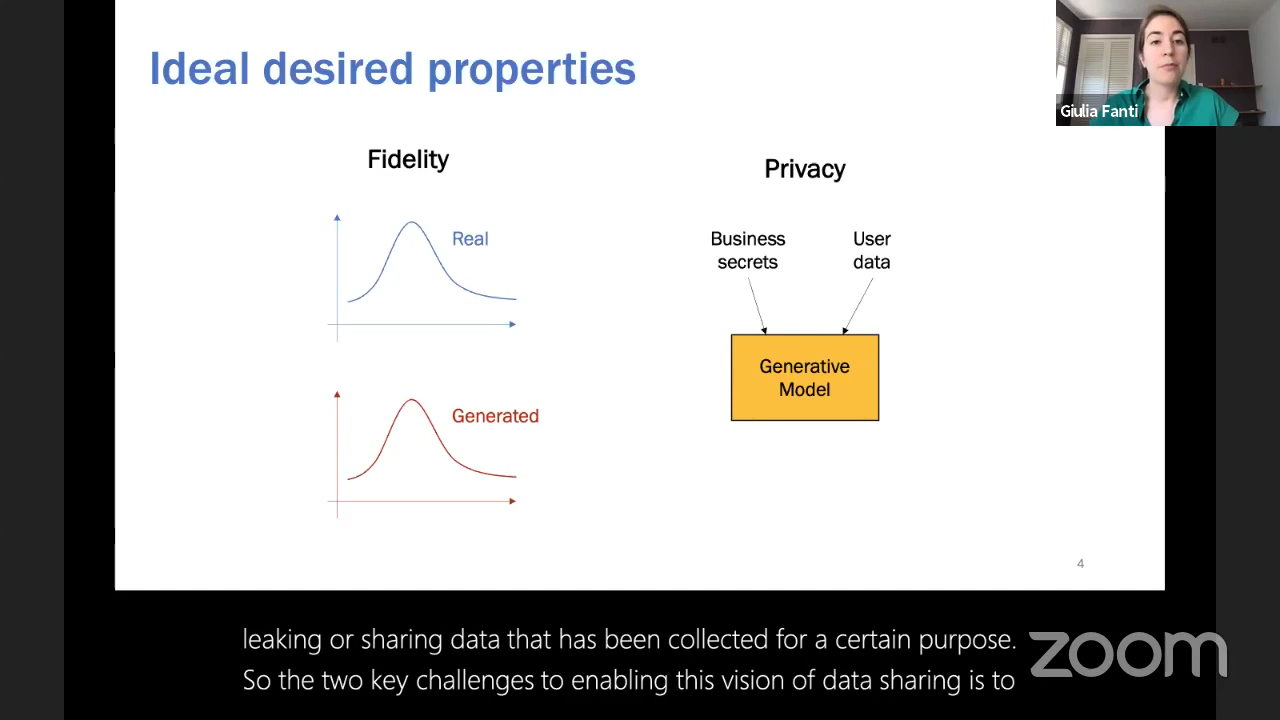 Ideal desired properties
Giulia Fanti
Fidelity
Real
Generated
Privacy
Business
secrets
User
data
Generative
Model
4
leaking or sharing data that has been collected for a certain purpose.
So the two key challenges to enabling this vision of data sharing is to
zoom